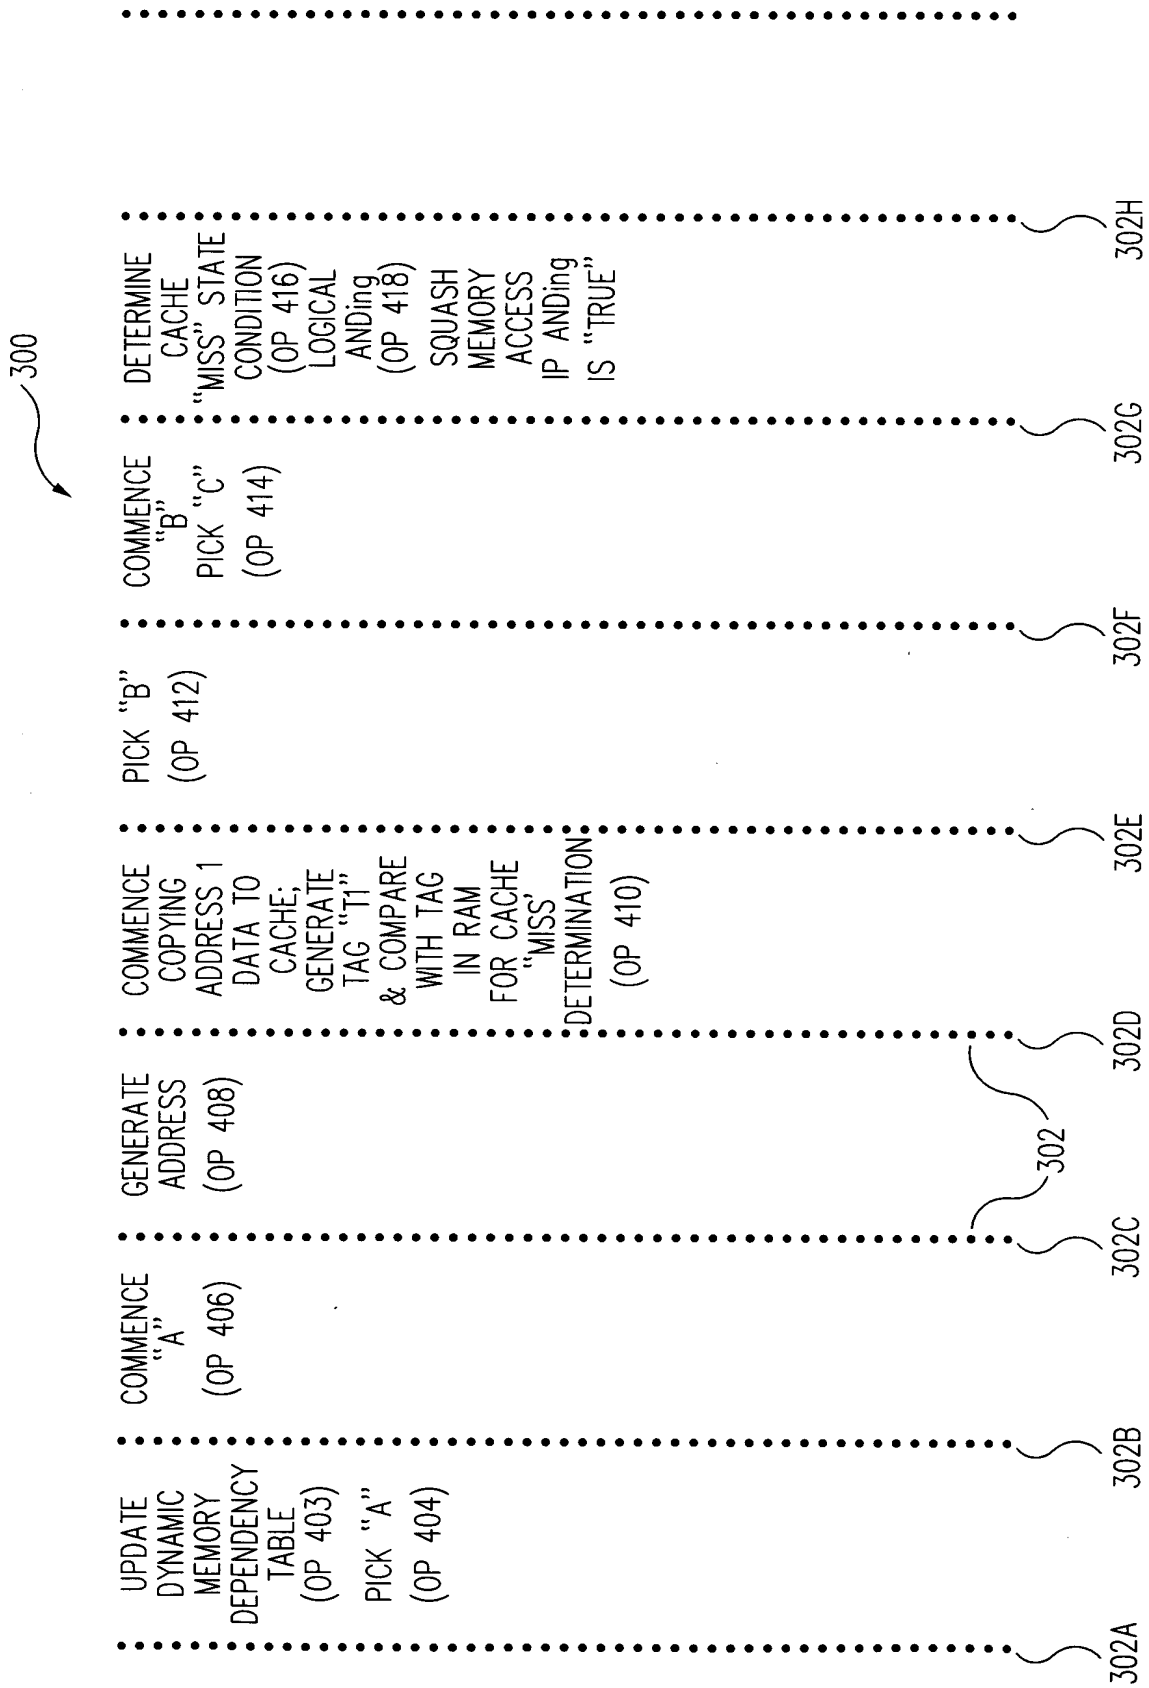 300
UPDATE
DYNAMIC
MEMORY
DEPENDENCY
TABLE
(OP 403)
PICK “A”
(OP 404)
COMMENCE
“A”
(OP 406)
GENERATE
ADDRESS
(OP 408)
COMMENCE
COPYING
ADDRESS 1
DATA TO
CACHE;
GENERATE
TAG “T1”
& COMPARE
WITH TAG
IN RAM
FOR CACHE
“MISS’
DETERMINATION
(OP 410)
PICK “B”
(OP 412)
COMMENCE
“B”
PICK “C”
(OP 414)
DETERMINE
CACHE
“MISS” STATE
CONDITION
(OP 416)
LOGICAL
ANDing
(OP 418)
SQUASH
MEMORY
ACCESS
IP ANDing
IS “TRUE”
302
302A
302B
302C
302D
302E
302F
302G
302H